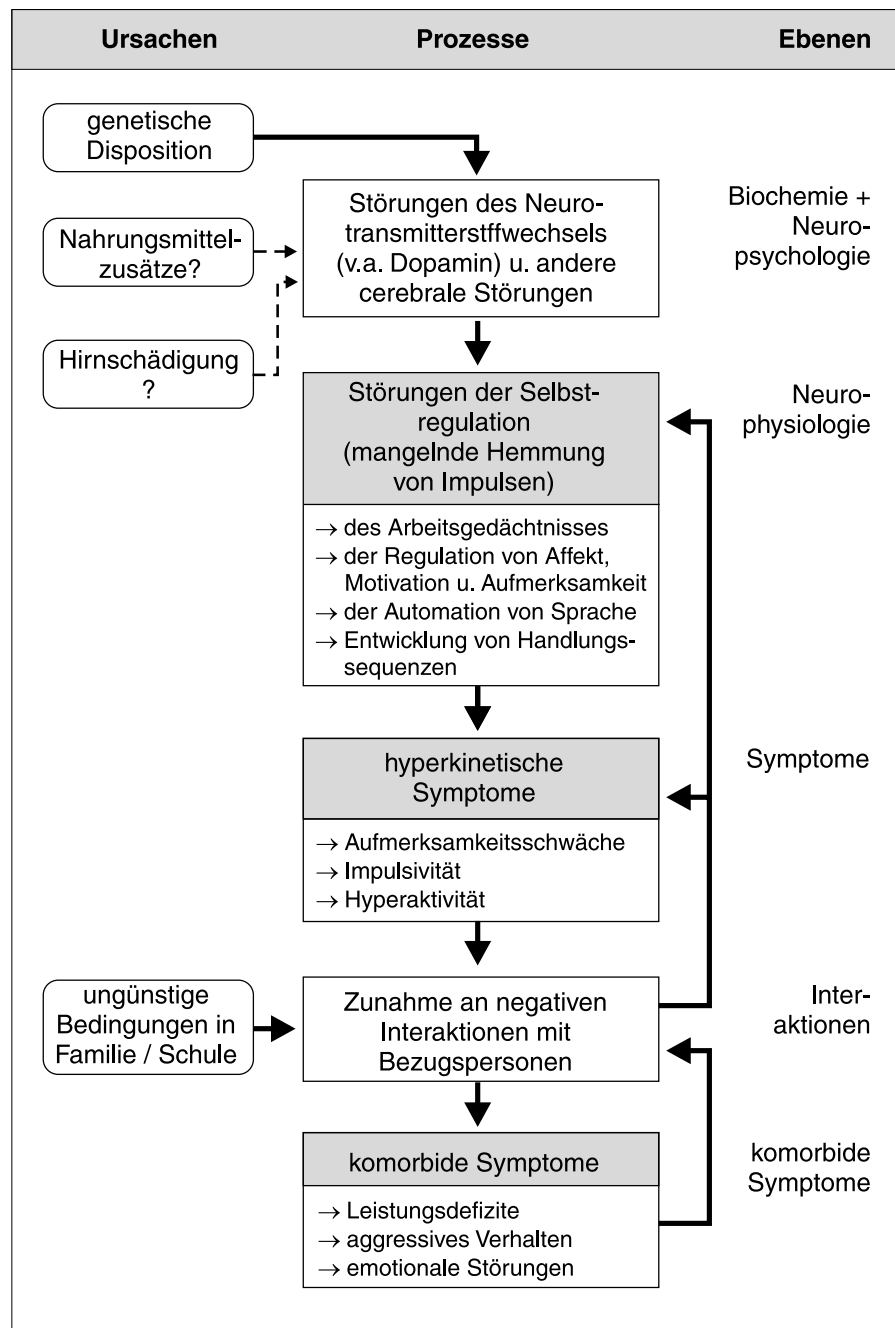 Ursachen Prozesse Ebenen
genetische
Disposition
Störungen des Neuro-
transmitterstffwechsels
(v.a. Dopamin) u. andere
cerebrale Störungen
Biochemie +
Neuro-
psychologie
Nahrungsmittel-
zusätze?
Hirnschädigung
?
Störungen der Selbst-
regulation
(mangelnde Hemmung
von Impulsen)
Neuro-
physiologie
→ des Arbeitsgedächtnisses
→ der Regulation von Affekt,
Motivation u. Aufmerksamkeit
→ der Automation von Sprache
→ Entwicklung von Handlungs-
sequenzen
hyperkinetische
Symptome
Symptome
→ Aufmerksamkeitsschwäche
→ Impulsivität
→ Hyperaktivität
ungünstige
Bedingungen in
Familie / Schule
Zunahme an negativen
Interaktionen mit
Bezugspersonen
Inter-
aktionen
komorbide Symptome
komorbide
Symptome
→ Leistungsdefizite
→ aggressives Verhalten
→ emotionale Störungen